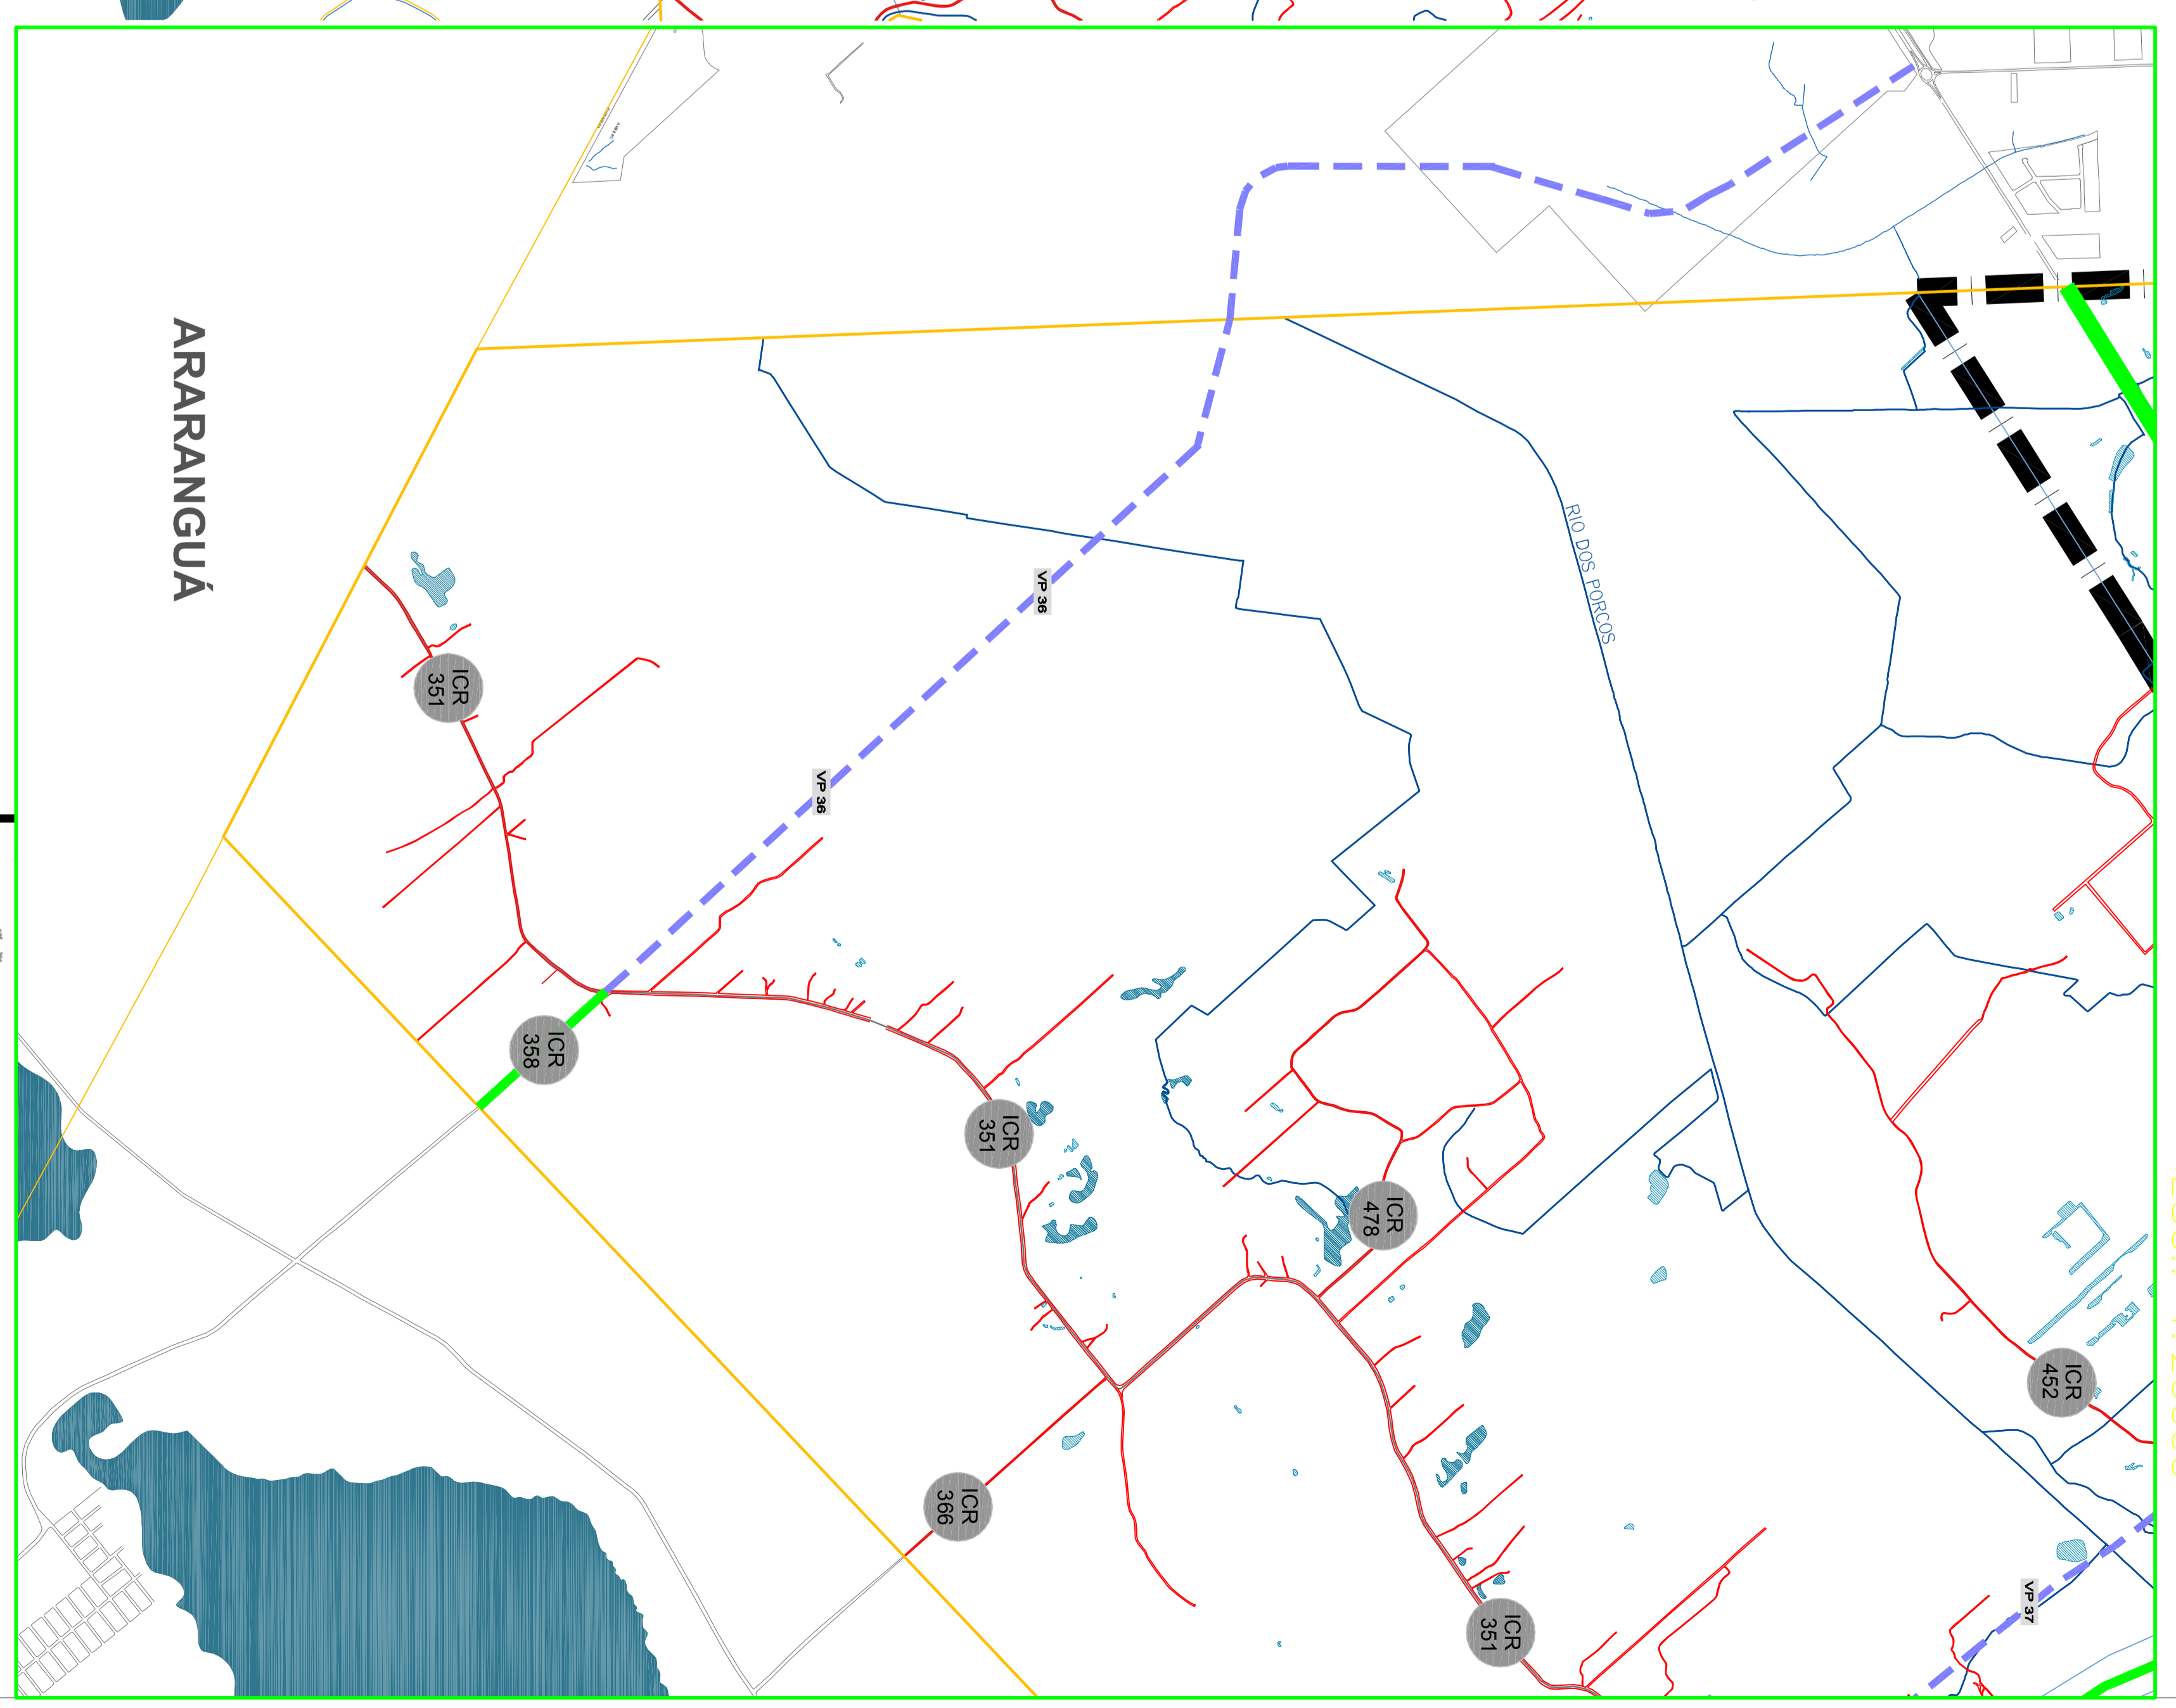 ARARANGUÁ
RIO DOS PORCOS
VP 36
ICR
351
VP 36
ICR
358
ICR
351
ICR
478
ICR
452
ICR
366
VP 37
ICR
351